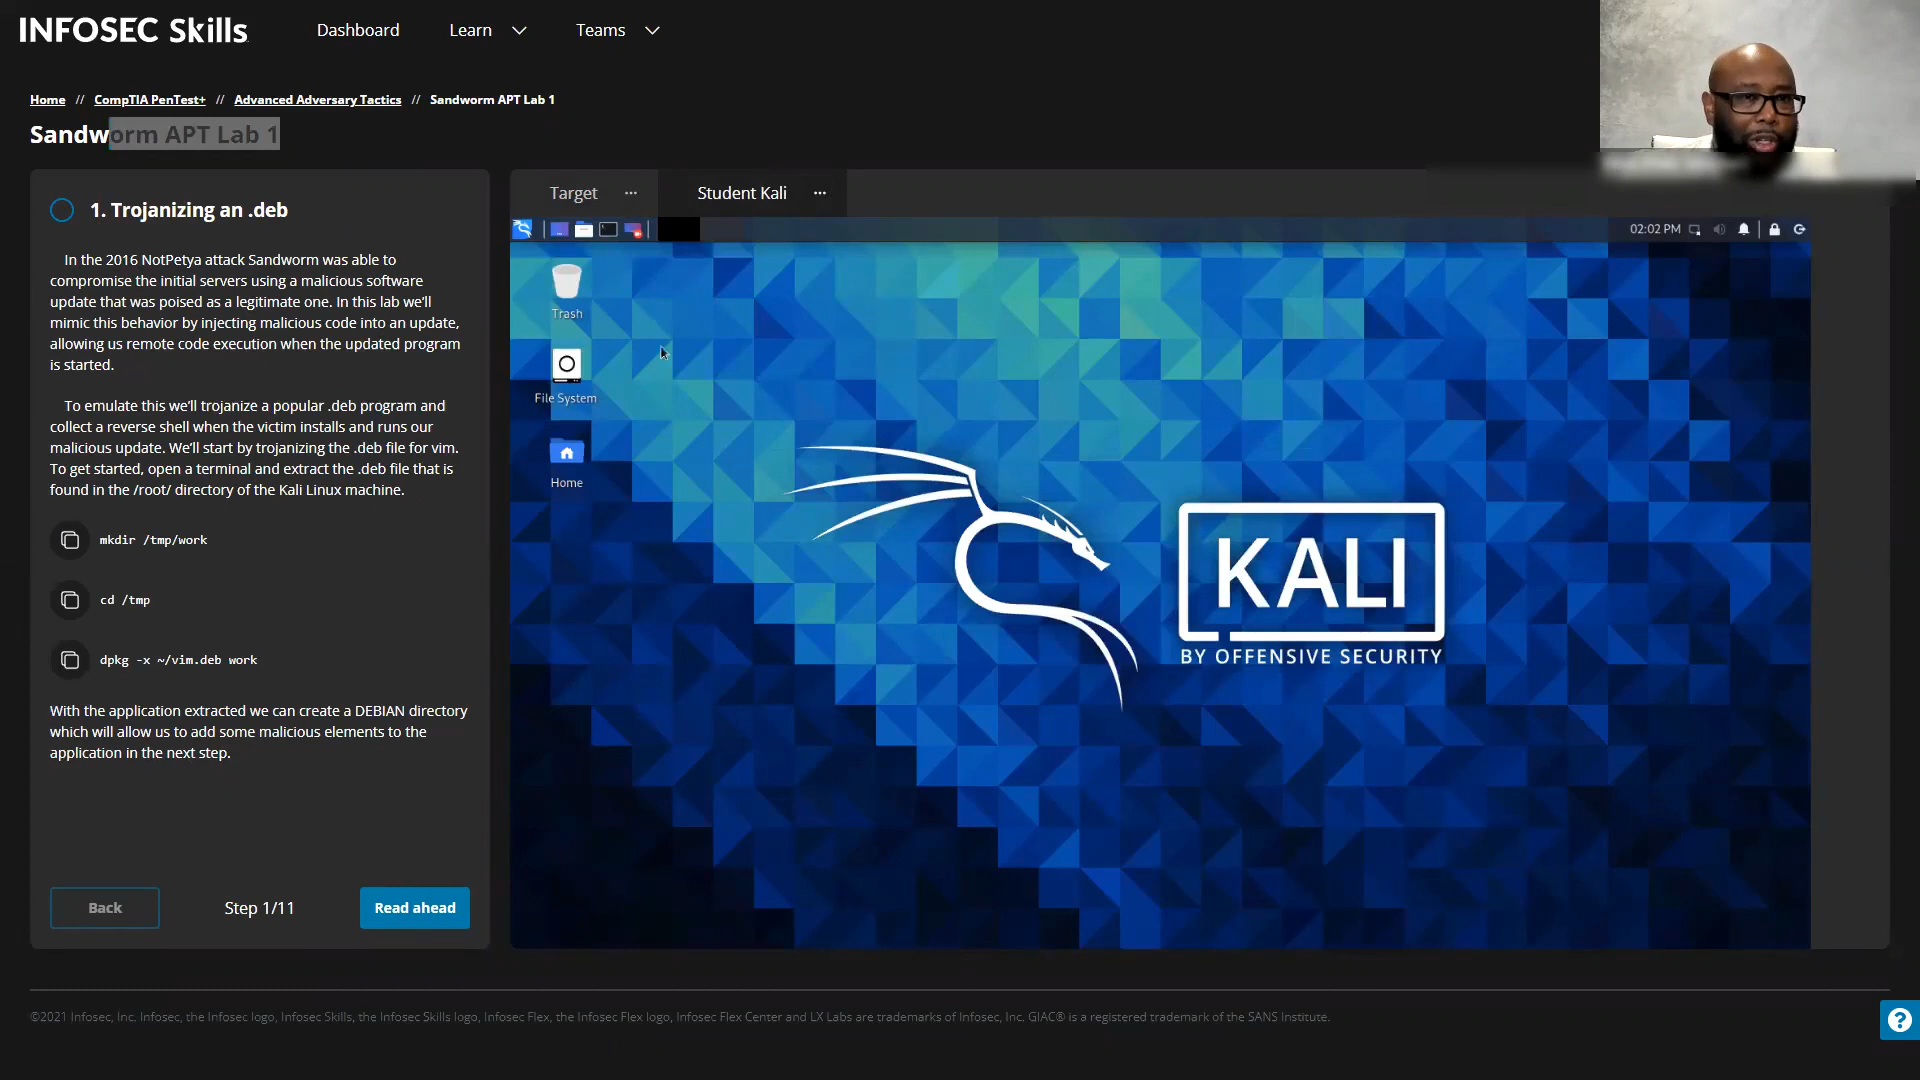 INFOSEC Skills
Dashboard
Learn
Teams
Home // CompTIA PenTest+ // Advanced Adversary Tactics // Sandworm APT Lab 1
Sandworm APT Lab 1
1. Trojanizing an .deb
In the 2016 NotPetya attack Sandworm was able to
compromise the initial servers using a malicious software
update that was poised as a legitimate one. In this lab we'll
mimic this behavior by injecting malicious code into an update,
allowing us remote code execution when the updated program
is started.
To emulate this we'll trojanize a popular .deb program and
collect a reverse shell when the victim installs and runs our
malicious update. We'll start by trojanizing the .deb file for vim.
To get started, open a terminal and extract the .deb file that is
found in the /root/ directory of the Kali Linux machine.
mkdir /tmp/work
cd /tmp
dpkg -x ~/vim.deb work
With the application extracted we can create a DEBIAN directory
which will allow us to add some malicious elements to the
application in the next step.
Back
Step 1/11
Read ahead
Target ...
Student Kali ...
02:02 PM
Trash
File System
Home
KALI
BY OFFENSIVE SECURITY
©2021 Infosec, Inc. Infosec, the Infosec logo, Infosec Skills, the Infosec Skills logo, Infosec Flex, the Infosec Flex logo, Infosec Flex Center and LX Labs are trademarks of Infosec, Inc. GIAC® is a registered trademark of the SANS Institute.
?